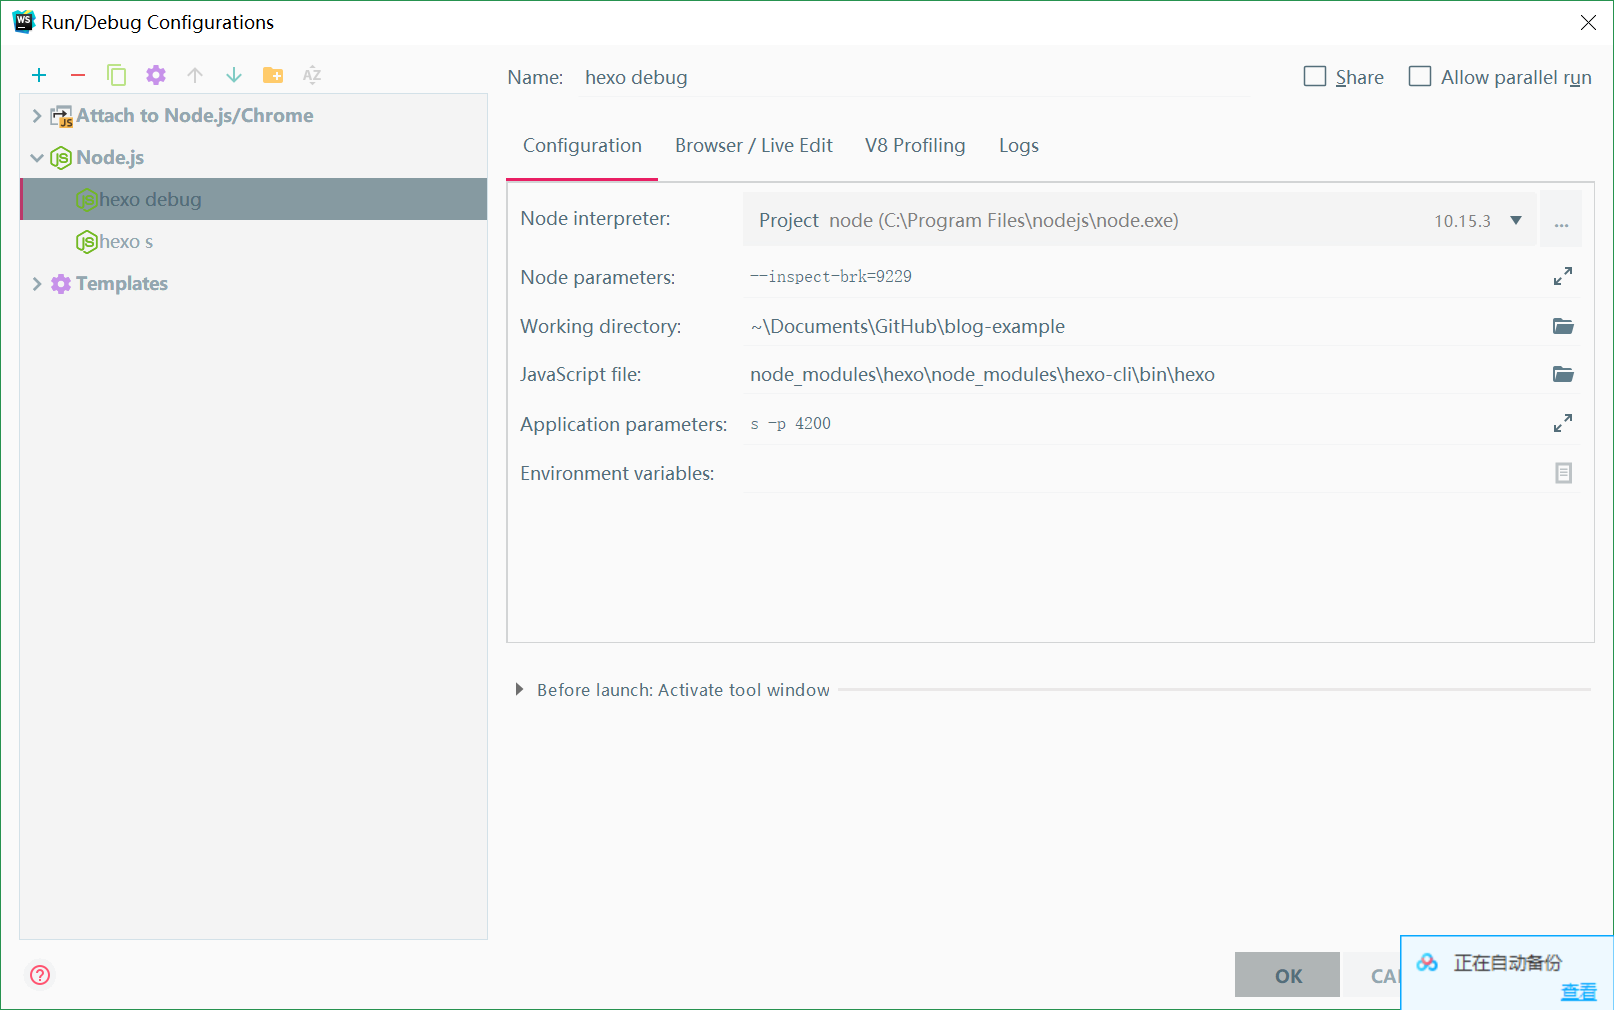 WS Run/Debug Configurations
AZ
Name: hexo debug
Share
Allow parallel run
Attach to Node.js/Chrome
Node.js
hexo debug
hexo s
Templates
Configuration
Browser / Live Edit
V8 Profiling
Logs
Node interpreter: Project node (C:\Program Files\nodejs\node.exe) 10.15.3 ...
Node parameters: --inspect-brk=9229
Working directory: ~\Documents\GitHub\blog-example
JavaScript file: node_modules\hexo\node_modules\hexo-cli\bin\hexo
Application parameters: s -p 4200
Environment variables:
Before launch: Activate tool window
?
OK
CA
正在自动备份
查看